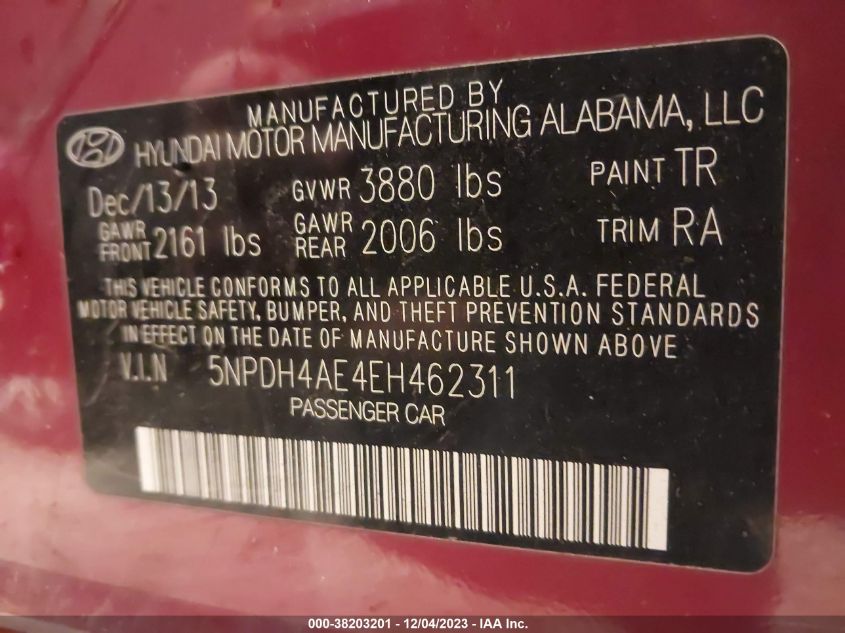 MANUFACTURED BY
HYUNDAI MOTOR MANUFACTURING ALABAMA, LLC
Dec/13/13 GVWR 3880 lbs PAINT TR
GAWR FRONT 2161 lbs GAWR REAR 2006 lbs TRIM RA
THIS VEHICLE CONFORMS TO ALL APPLICABLE U.S.A. FEDERAL
MOTOR VEHICLE SAFETY, BUMPER, AND THEFT PREVENTION STANDARDS
IN EFFECT ON THE DATE OF MANUFACTURE SHOWN ABOVE
V.I.N 5NPDH4AE4EH462311
PASSENGER CAR
000-38203201 - 12/04/2023 - IAA Inc.